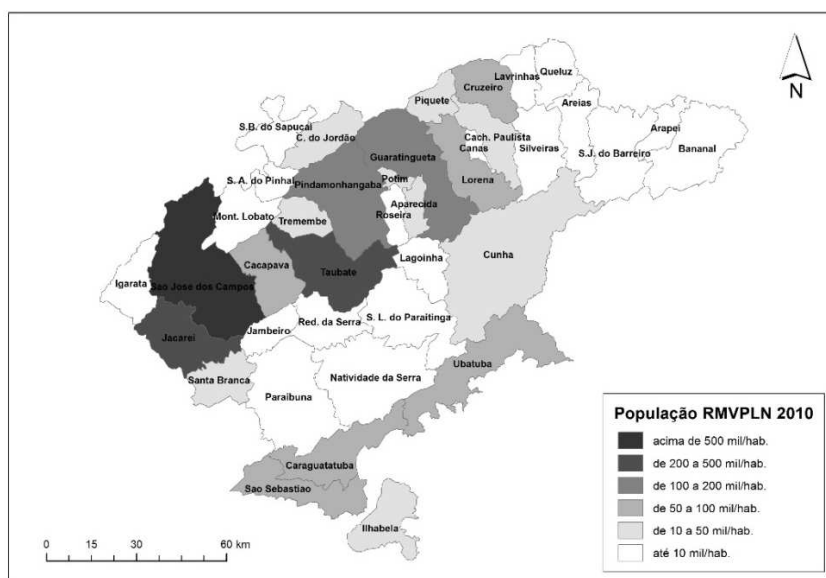 Lavrinhas
Queluz
Cruzeiro
N
Piquete
Areias
S.B. do Sapucai
C. do Jordão
Cach. Paulista
Canas
Silveiras
Arapei
S.J. do Barreiro
Bananal
Guaratingueta
S. A. do Pinhal
Pindamonhangaba
Potim
Lorena
Aparecida
Roseira
Mont. Lobato
Tremembe
Cunha
Lagoinha
Cacapava
Taubate
Igarata
Sao Jose dos Campos
S. L. do Paraitinga
Red. da Serra
Jambeiro
Jacarei
Ubatuba
Santa Branca
Natividade da Serra
Paraibuna
Caraguatatuba
Sao Sebastiao
Ilhabela
População RMVPLN 2010
acima de 500 mil/hab.
de 200 a 500 mil/hab.
de 100 a 200 mil/hab.
de 50 a 100 mil/hab.
de 10 a 50 mil/hab.
até 10 mil/hab.
0 15 30 60 km